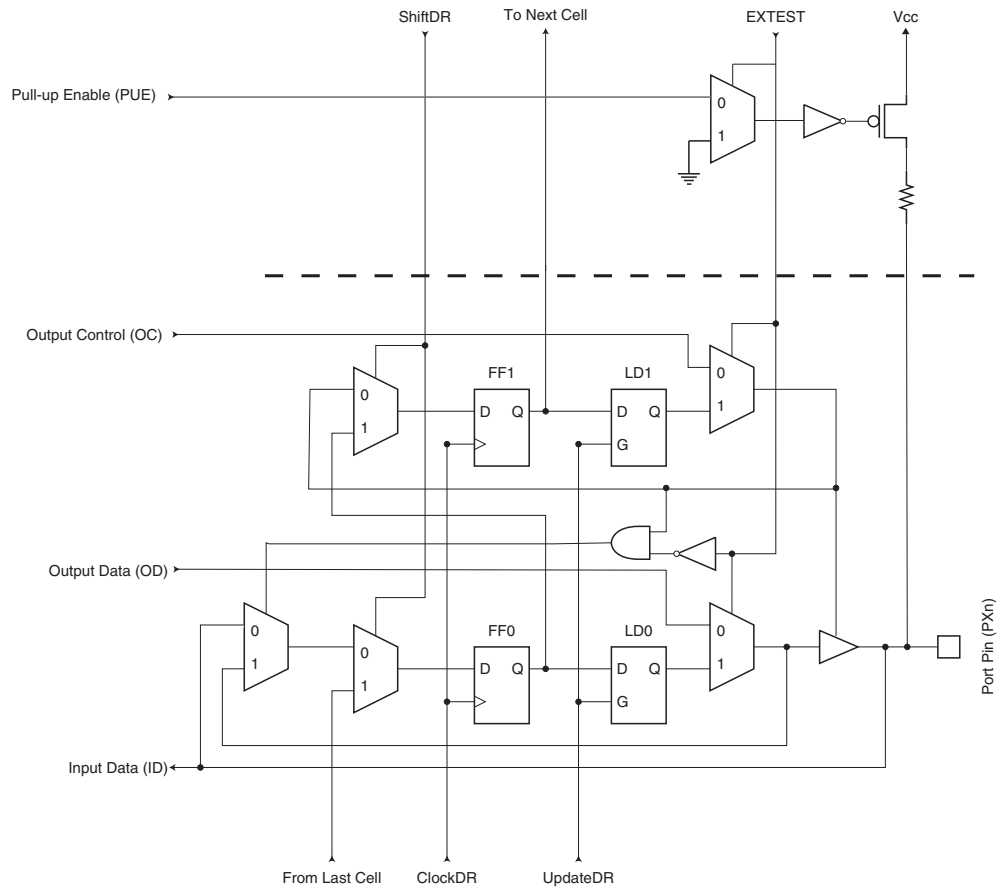 ShiftDR
To Next Cell
EXTEST
Vcc
Pull-up Enable (PUE)
0
1
Output Control (OC)
FF1
LD1
0
1
D Q
D Q
G
0
1
Output Data (OD)
Port Pin (PXn)
0
1
0
1
FF0
LD0
D Q
D Q
G
0
1
Input Data (ID)
From Last Cell
ClockDR
UpdateDR